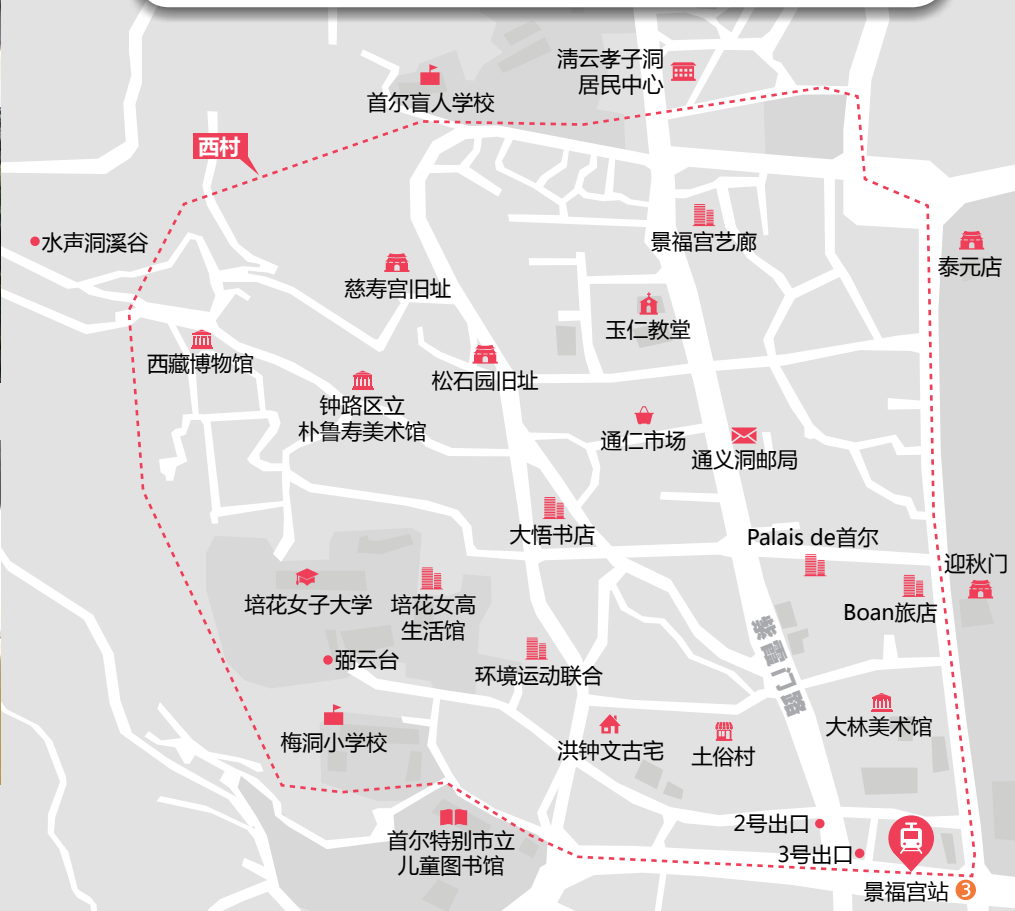 淸云孝子洞
居民中心
首尔盲人学校
西村
水声洞溪谷
景福宫艺廊
泰元店
慈寿宫旧址
玉仁教堂
西藏博物馆
松石园旧址
钟路区立
朴鲁寿美术馆
通仁市场
通义洞邮局
大悟书店
Palais de首尔
迎秋门
培花女子大学
培花女高
生活馆
Boan旅店
弼云台
环境运动联合
紫霞门路
梅洞小学校
洪钟文古宅
土俗村
大林美术馆
首尔特别市立
儿童图书馆
2号出口
3号出口
景福宫站 3